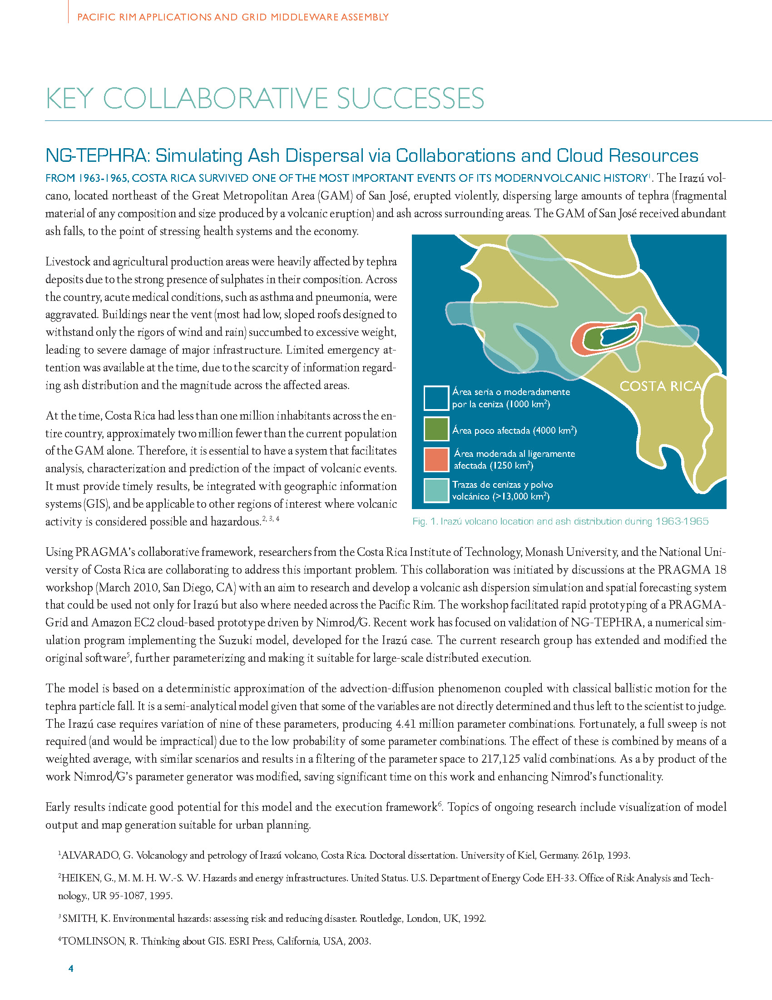 PACIFIC RIM APPLICATIONS AND GRID MIDDLEWARE ASSEMBLY
KEY COLLABORATIVE SUCCESSES
NG-TEPHRA: Simulating Ash Dispersal via Collaborations and Cloud Resources
FROM 1963-1965, COSTA RICA SURVIVED ONE OF THE MOST IMPORTANT EVENTS OF ITS MODERN VOLCANIC HISTORY¹. The Irazú vol-
cano, located northeast of the Great Metropolitan Area (GAM) of San José, erupted violently, dispersing large amounts of tephra (fragmental
material of any composition and size produced by a volcanic eruption) and ash across surrounding areas. The GAM of San José received abundant
ash falls, to the point of stressing health systems and the economy.
Livestock and agricultural production areas were heavily affected by tephra
deposits due to the strong presence of sulphates in their composition. Across
the country, acute medical conditions, such as asthma and pneumonia, were
aggravated. Buildings near the vent (most had low, sloped roofs designed to
withstand only the rigors of wind and rain) succumbed to excessive weight,
leading to severe damage of major infrastructure. Limited emergency at-
tention was available at the time, due to the scarcity of information regard-
ing ash distribution and the magnitude across the affected areas.
At the time, Costa Rica had less than one million inhabitants across the en-
tire country, approximately two million fewer than the current population
of the GAM alone. Therefore, it is essential to have a system that facilitates
analysis, characterization and prediction of the impact of volcanic events.
It must provide timely results, be integrated with geographic information
systems (GIS), and be applicable to other regions of interest where volcanic
activity is considered possible and hazardous.²,³,⁴
COSTA RICA
Área seria o moderadamente
por la ceniza (1000 km²)
Área poco afectada (4000 km²)
Área moderada al ligeramente
afectada (1250 km²)
Trazas de cenizas y polvo
volcánico (>13,000 km²)
Fig. 1. Irazú volcano location and ash distribution during 1963-1965
Using PRAGMA's collaborative framework, researchers from the Costa Rica Institute of Technology, Monash University, and the National Uni-
versity of Costa Rica are collaborating to address this important problem. This collaboration was initiated by discussions at the PRAGMA 18
workshop (March 2010, San Diego, CA) with an aim to research and develop a volcanic ash dispersion simulation and spatial forecasting system
that could be used not only for Irazú but also where needed across the Pacific Rim. The workshop facilitated rapid prototyping of a PRAGMA-
Grid and Amazon EC2 cloud-based prototype driven by Nimrod/G. Recent work has focused on validation of NG-TEPHRA, a numerical sim-
ulation program implementing the Suzuki model, developed for the Irazú case. The current research group has extended and modified the
original software⁵, further parameterizing and making it suitable for large-scale distributed execution.
The model is based on a deterministic approximation of the advection-diffusion phenomenon coupled with classical ballistic motion for the
tephra particle fall. It is a semi-analytical model given that some of the variables are not directly determined and thus left to the scientist to judge.
The Irazú case requires variation of nine of these parameters, producing 4.41 million parameter combinations. Fortunately, a full sweep is not
required (and would be impractical) due to the low probability of some parameter combinations. The effect of these is combined by means of a
weighted average, with similar scenarios and results in a filtering of the parameter space to 217,125 valid combinations. As a by product of the
work Nimrod/G's parameter generator was modified, saving significant time on this work and enhancing Nimrod's functionality.
Early results indicate good potential for this model and the execution framework⁶. Topics of ongoing research include visualization of model
output and map generation suitable for urban planning.
¹ALVARADO, G. Volcanology and petrology of Irazú volcano, Costa Rica. Doctoral dissertation. University of Kiel, Germany. 261p, 1993.
²HEIKEN, G., M. M. H. W.-S. W. Hazards and energy infrastructures. United Status. U.S. Department of Energy Code EH-33. Office of Risk Analysis and Tech-
nology., UR 95-1087, 1995.
³ SMITH, K. Environmental hazards: assessing risk and reducing disaster. Routledge, London, UK, 1992.
⁴TOMLINSON, R. Thinking about GIS. ESRI Press, California, USA, 2003.
4